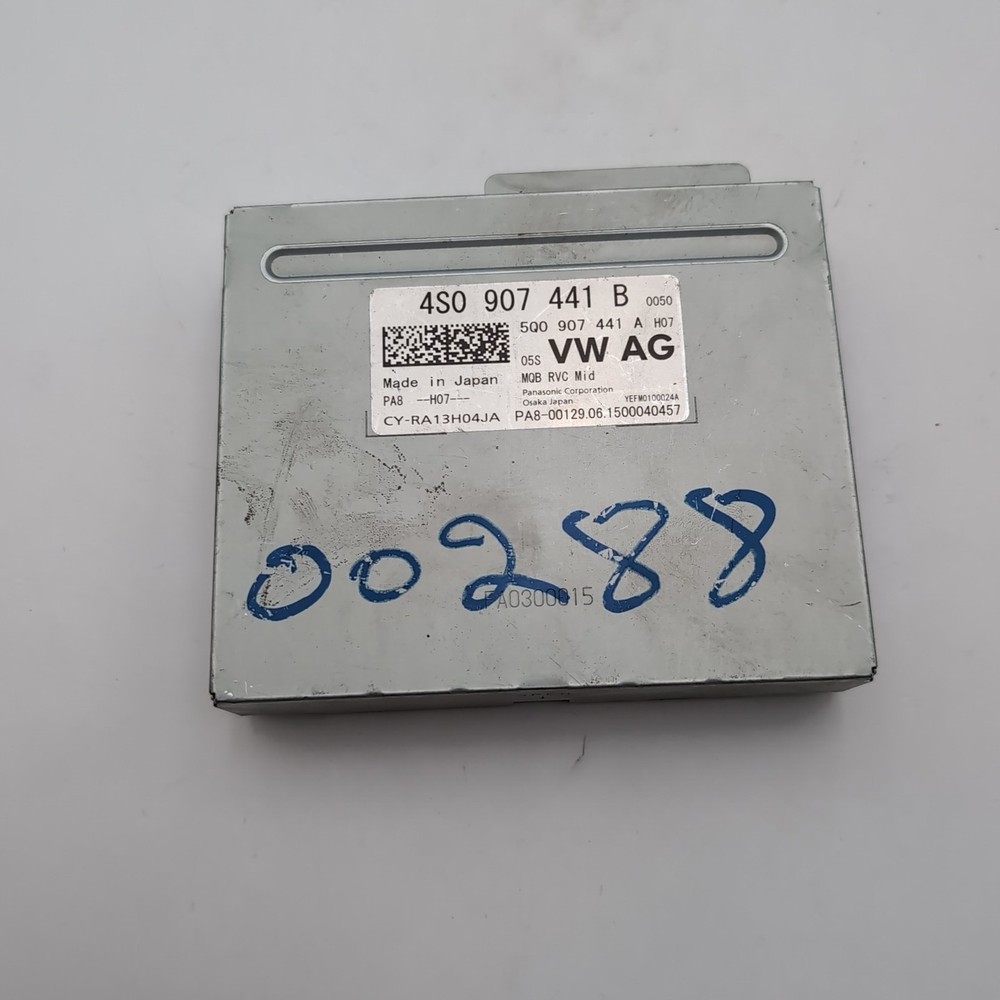 4S0 907 441 B 0050
5Q0 907 441 A H07
05S VW AG
Made in Japan MQB RVC Mid
PA8 --H07--- Panasonic Corporation
Osaka Japan YEFM0100024A
CY-RA13H04JA PA8-00129.06.1500040457
00288
FA0300015